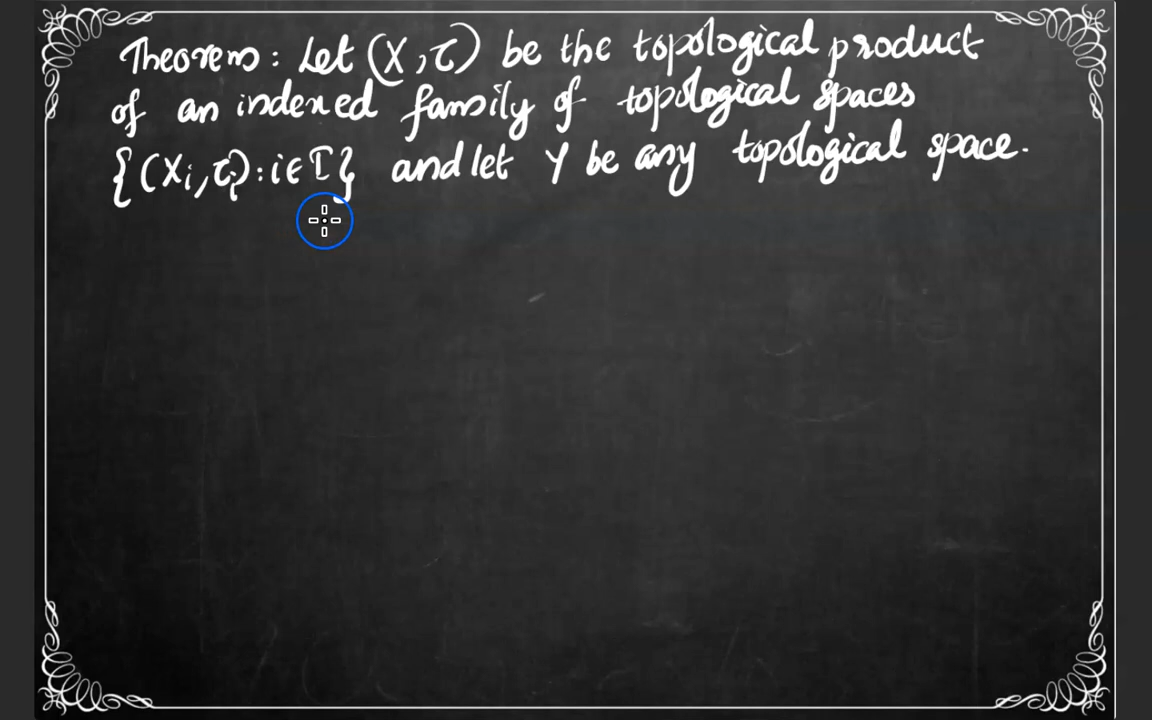 Theorem: Let (X, τ) be the topological product
of an indexed family of topological spaces
{(Xi, τi): i ∈ I} and let Y be any topological space.